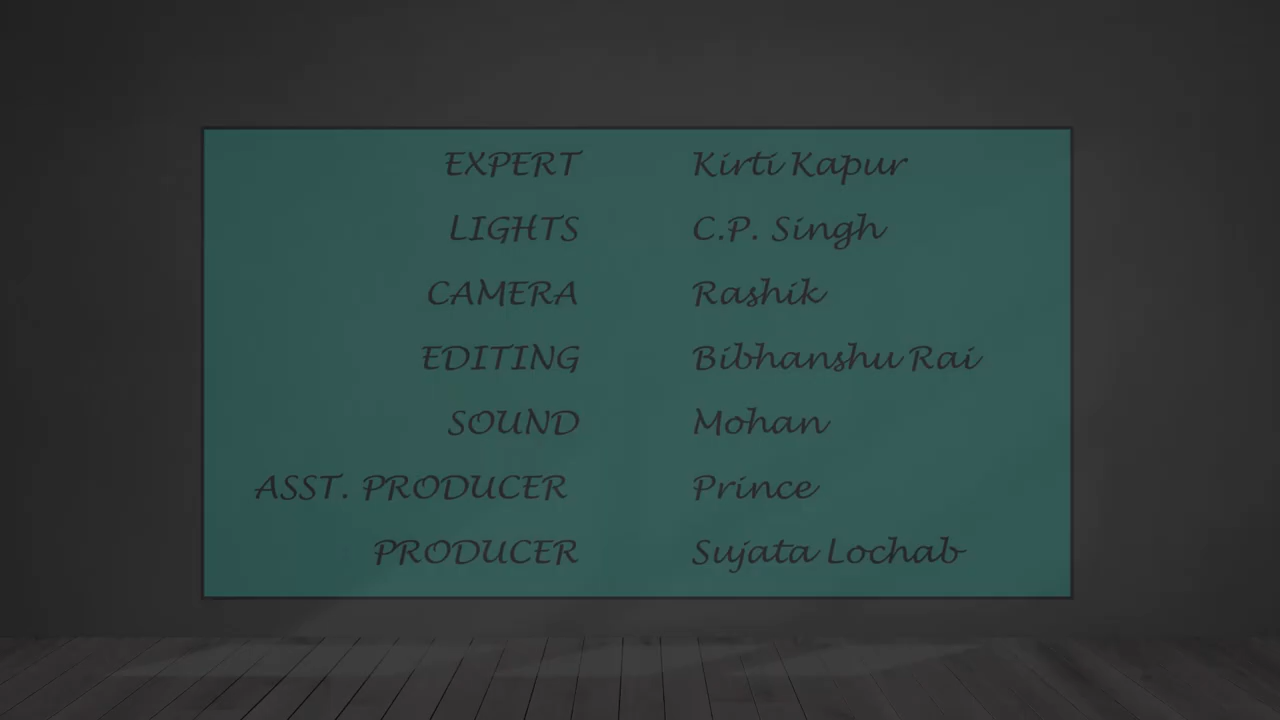 EXPERT Kirti Kapur
LIGHTS C.P. Singh
CAMERA Rashik
EDITING Bibhanshu Rai
SOUND Mohan
ASST. PRODUCER Prince
PRODUCER Sujata Lochab